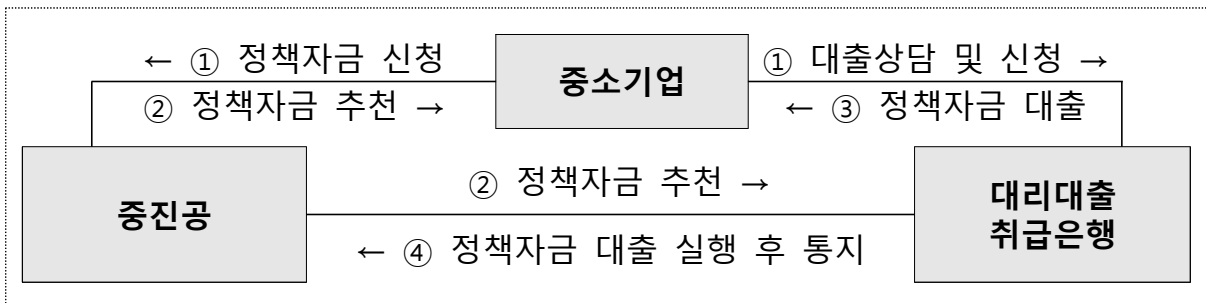 ← ① 정책자금 신청
중소기업
① 대출상담 및 신청 →
② 정책자금 추천 →
← ③ 정책자금 대출
중진공
② 정책자금 추천 →
← ④ 정책자금 대출 실행 후 통지
대리대출
취급은행